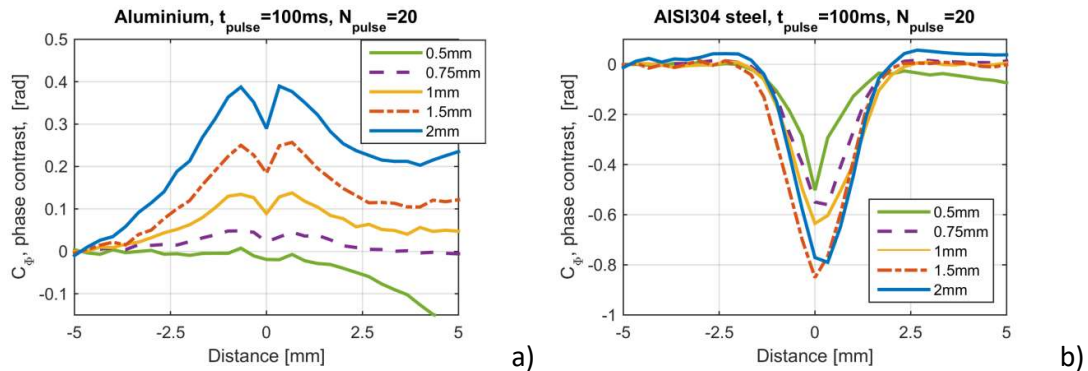 Aluminium, t_pulse=100ms, N_pulse=20
C_Φ, phase contrast, [rad]
0.5
0.4
0.3
0.2
0.1
0
-0.1
0.5mm
0.75mm
1mm
1.5mm
2mm
-5 -2.5 0 2.5 5
Distance [mm]
a)
AISI304 steel, t_pulse=100ms, N_pulse=20
C_Φ, phase contrast, [rad]
0
-0.2
-0.4
-0.6
-0.8
-1
0.5mm
0.75mm
1mm
1.5mm
2mm
-5 -2.5 0 2.5 5
Distance [mm]
b)